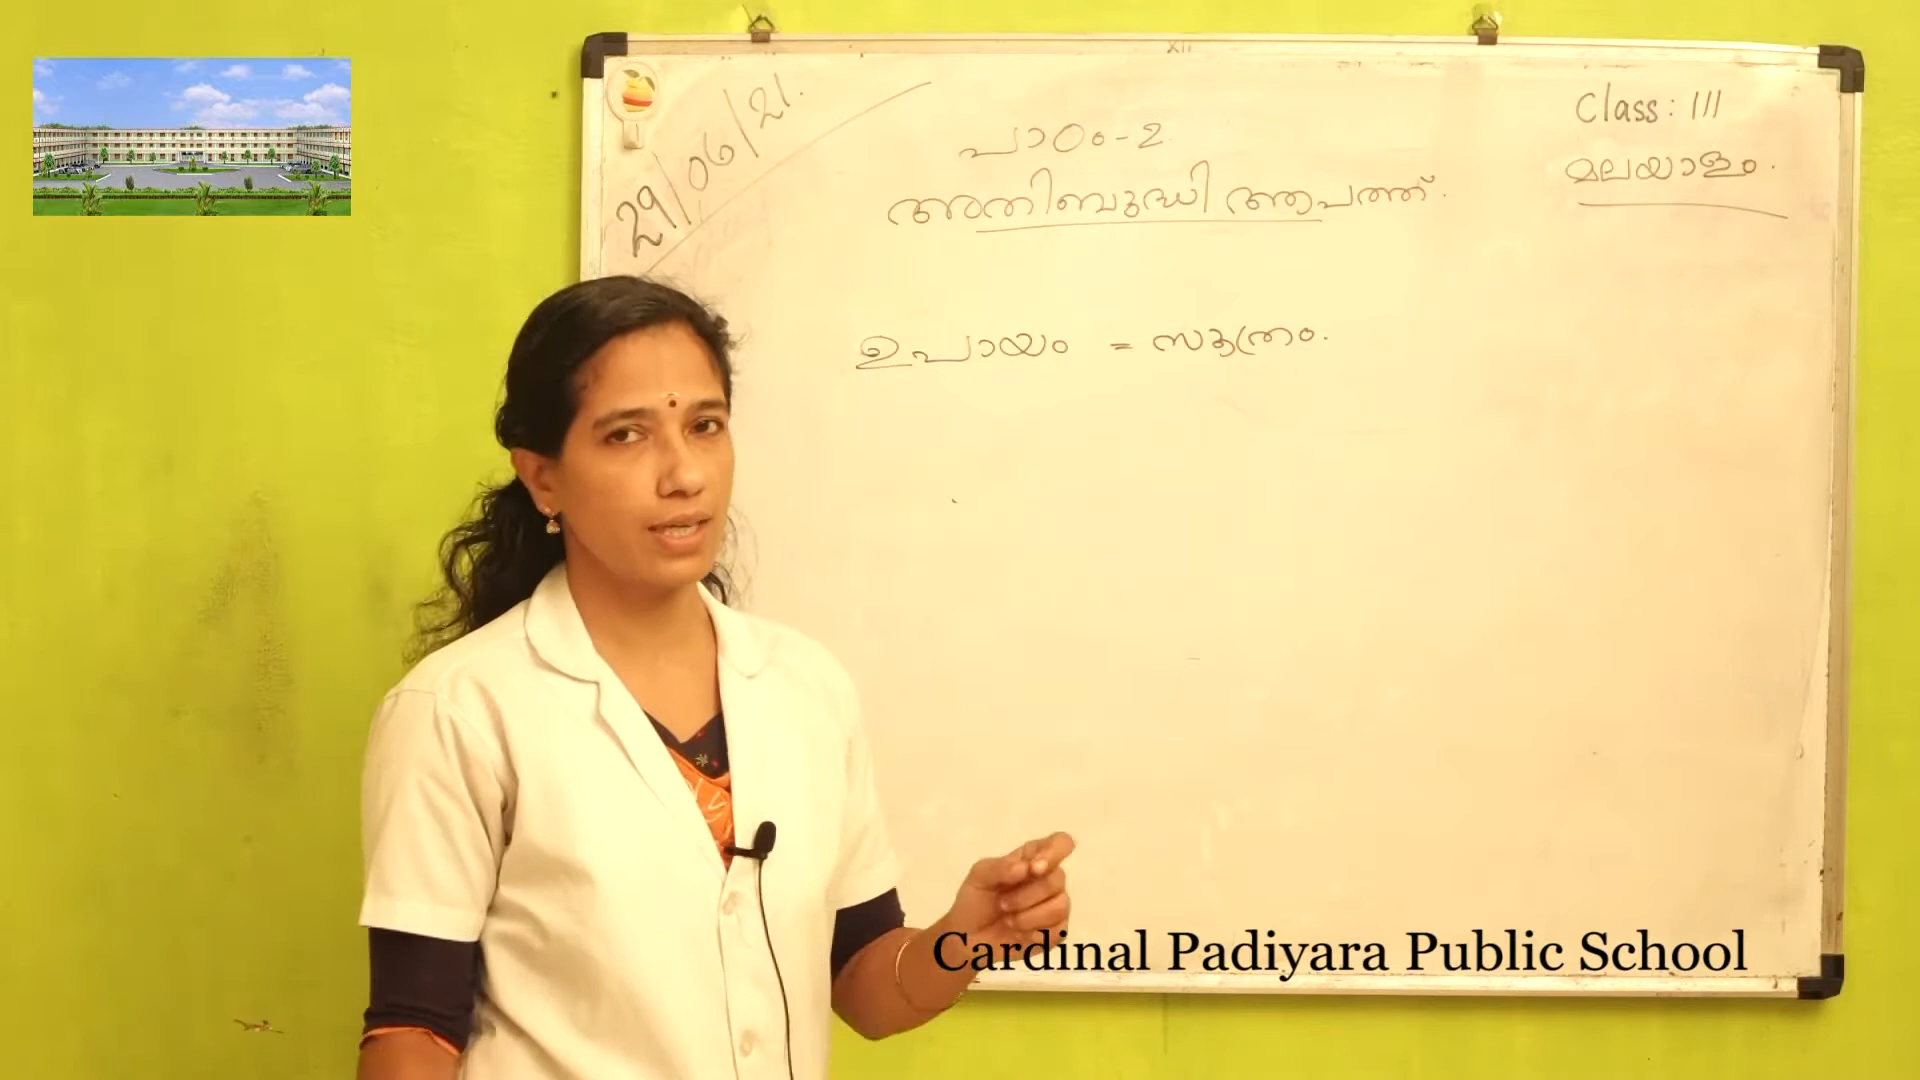 29/06/21.
പാഠം-2
അതിബുദ്ധി ആപത്ത്.
Class: III
മലയാളം.
ഉപായം = സൂത്രം.
Cardinal Padiyara Public School